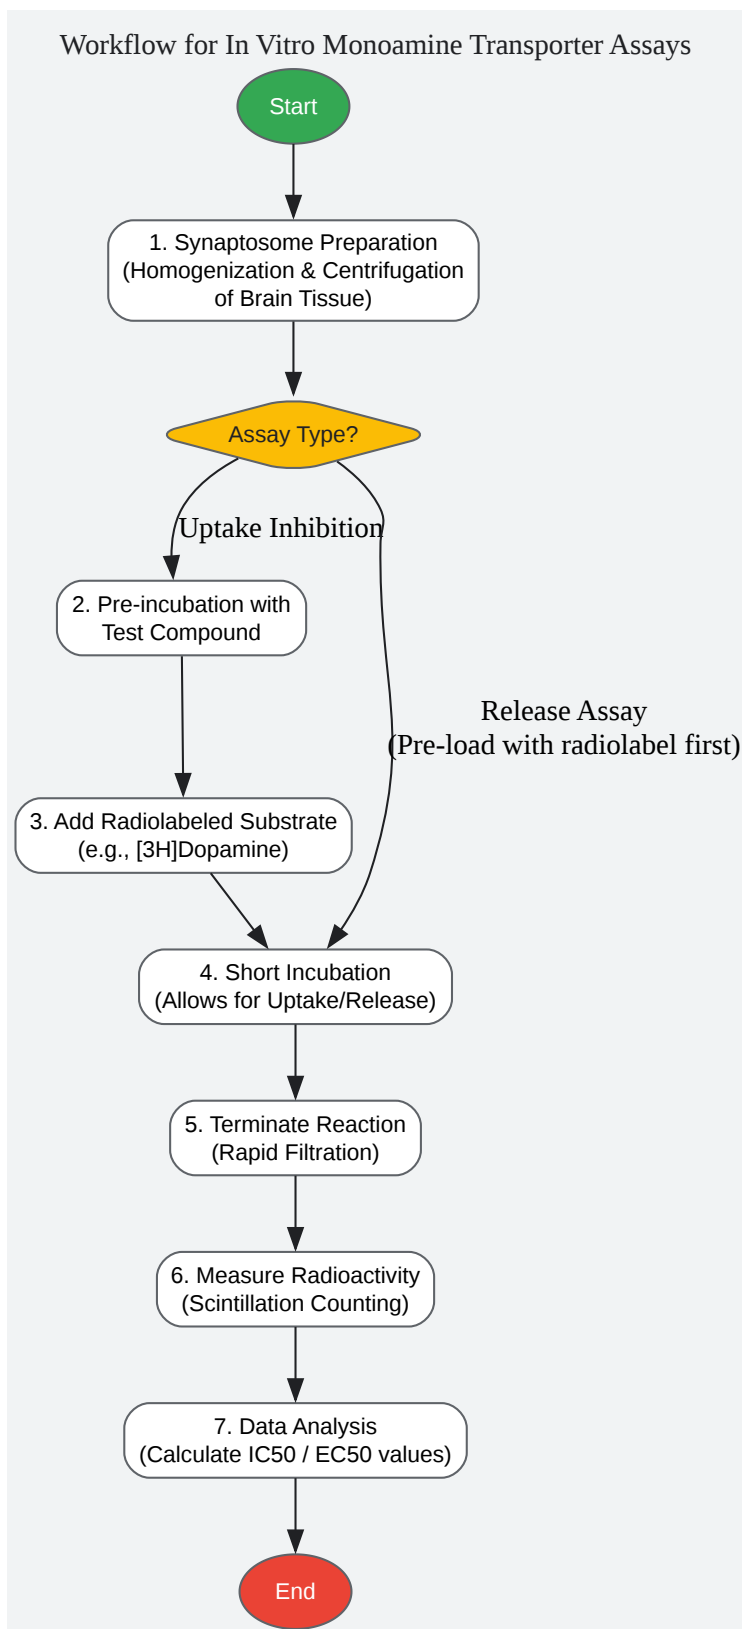 Workflow for In Vitro Monoamine Transporter Assays
Start
1. Synaptosome Preparation
(Homogenization & Centrifugation
of Brain Tissue)
Assay Type?
Uptake Inhibition
2. Pre-incubation with
Test Compound
Release Assay
(Pre-load with radiolabel first)
3. Add Radiolabeled Substrate
(e.g., [3H]Dopamine)
4. Short Incubation
(Allows for Uptake/Release)
5. Terminate Reaction
(Rapid Filtration)
6. Measure Radioactivity
(Scintillation Counting)
7. Data Analysis
(Calculate IC50 / EC50 values)
End